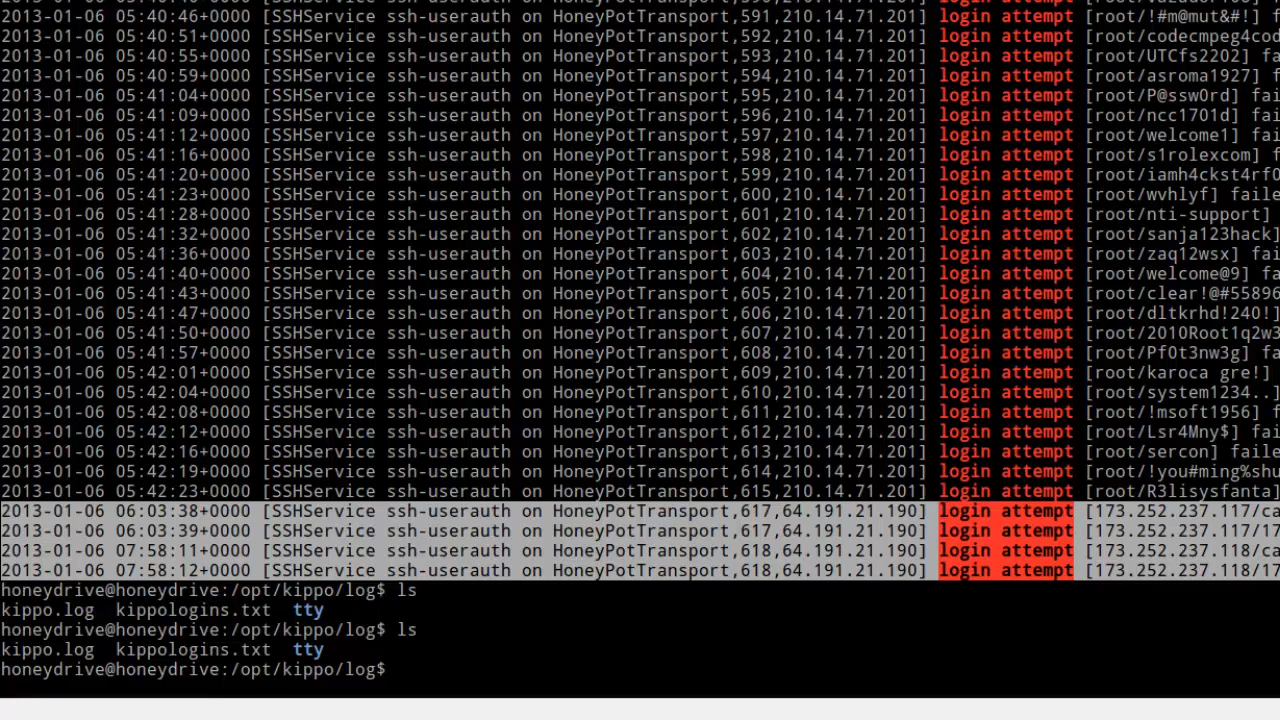 2013-01-06 05:40:46+0000 [SSHService ssh-userauth on HoneyPotTransport,591,210.14.71.201] login attempt [root/!#m@mut&#!] f
2013-01-06 05:40:51+0000 [SSHService ssh-userauth on HoneyPotTransport,592,210.14.71.201] login attempt [root/codecmpeg4cod
2013-01-06 05:40:55+0000 [SSHService ssh-userauth on HoneyPotTransport,593,210.14.71.201] login attempt [root/UTCfs2202] fa
2013-01-06 05:40:59+0000 [SSHService ssh-userauth on HoneyPotTransport,594,210.14.71.201] login attempt [root/asroma1927] f
2013-01-06 05:41:04+0000 [SSHService ssh-userauth on HoneyPotTransport,595,210.14.71.201] login attempt [root/P@ssw0rd] fai
2013-01-06 05:41:09+0000 [SSHService ssh-userauth on HoneyPotTransport,596,210.14.71.201] login attempt [root/ncc1701d] fai
2013-01-06 05:41:12+0000 [SSHService ssh-userauth on HoneyPotTransport,597,210.14.71.201] login attempt [root/welcome1] fai
2013-01-06 05:41:16+0000 [SSHService ssh-userauth on HoneyPotTransport,598,210.14.71.201] login attempt [root/s1rolexcom] f
2013-01-06 05:41:20+0000 [SSHService ssh-userauth on HoneyPotTransport,599,210.14.71.201] login attempt [root/iamh4ckst4rf0
2013-01-06 05:41:23+0000 [SSHService ssh-userauth on HoneyPotTransport,600,210.14.71.201] login attempt [root/wvhlyf] faile
2013-01-06 05:41:28+0000 [SSHService ssh-userauth on HoneyPotTransport,601,210.14.71.201] login attempt [root/nti-support]
2013-01-06 05:41:32+0000 [SSHService ssh-userauth on HoneyPotTransport,602,210.14.71.201] login attempt [root/sanja123hack]
2013-01-06 05:41:36+0000 [SSHService ssh-userauth on HoneyPotTransport,603,210.14.71.201] login attempt [root/zaq12wsx] fai
2013-01-06 05:41:40+0000 [SSHService ssh-userauth on HoneyPotTransport,604,210.14.71.201] login attempt [root/welcome@9] fa
2013-01-06 05:41:43+0000 [SSHService ssh-userauth on HoneyPotTransport,605,210.14.71.201] login attempt [root/clear!@#55896
2013-01-06 05:41:47+0000 [SSHService ssh-userauth on HoneyPotTransport,606,210.14.71.201] login attempt [root/dltkrhd!240!]
2013-01-06 05:41:50+0000 [SSHService ssh-userauth on HoneyPotTransport,607,210.14.71.201] login attempt [root/2010Root1q2w3
2013-01-06 05:41:57+0000 [SSHService ssh-userauth on HoneyPotTransport,608,210.14.71.201] login attempt [root/Pf0t3nw3g] fa
2013-01-06 05:42:01+0000 [SSHService ssh-userauth on HoneyPotTransport,609,210.14.71.201] login attempt [root/karoca gre!]
2013-01-06 05:42:04+0000 [SSHService ssh-userauth on HoneyPotTransport,610,210.14.71.201] login attempt [root/system1234..]
2013-01-06 05:42:08+0000 [SSHService ssh-userauth on HoneyPotTransport,611,210.14.71.201] login attempt [root/!msoft1956] f
2013-01-06 05:42:12+0000 [SSHService ssh-userauth on HoneyPotTransport,612,210.14.71.201] login attempt [root/Lsr4Mny$] fai
2013-01-06 05:42:16+0000 [SSHService ssh-userauth on HoneyPotTransport,613,210.14.71.201] login attempt [root/sercon] faile
2013-01-06 05:42:19+0000 [SSHService ssh-userauth on HoneyPotTransport,614,210.14.71.201] login attempt [root/!you#ming%shu
2013-01-06 05:42:23+0000 [SSHService ssh-userauth on HoneyPotTransport,615,210.14.71.201] login attempt [root/R3lisysfanta]
2013-01-06 06:03:38+0000 [SSHService ssh-userauth on HoneyPotTransport,617,64.191.21.190] login attempt [173.252.237.117/ca
2013-01-06 06:03:39+0000 [SSHService ssh-userauth on HoneyPotTransport,617,64.191.21.190] login attempt [173.252.237.117/17
2013-01-06 07:58:11+0000 [SSHService ssh-userauth on HoneyPotTransport,618,64.191.21.190] login attempt [173.252.237.118/ca
2013-01-06 07:58:12+0000 [SSHService ssh-userauth on HoneyPotTransport,618,64.191.21.190] login attempt [173.252.237.118/17
honeydrive@honeydrive:/opt/kippo/log$ ls
kippo.log kippologins.txt tty
honeydrive@honeydrive:/opt/kippo/log$ ls
kippo.log kippologins.txt tty
honeydrive@honeydrive:/opt/kippo/log$